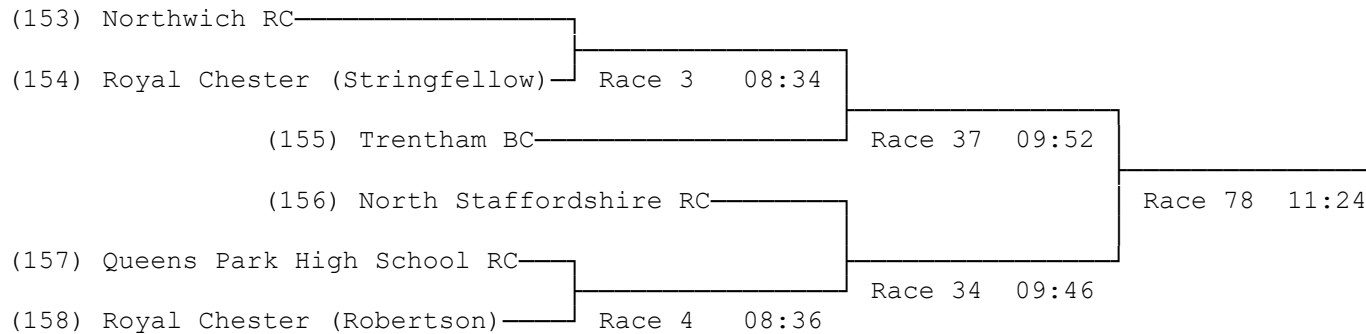 (153) Northwich RC
(154) Royal Chester (Stringfellow) Race 3 08:34
(155) Trentham BC Race 37 09:52
(156) North Staffordshire RC Race 78 11:24
(157) Queens Park High School RC
Race 34 09:46
(158) Royal Chester (Robertson) Race 4 08:36